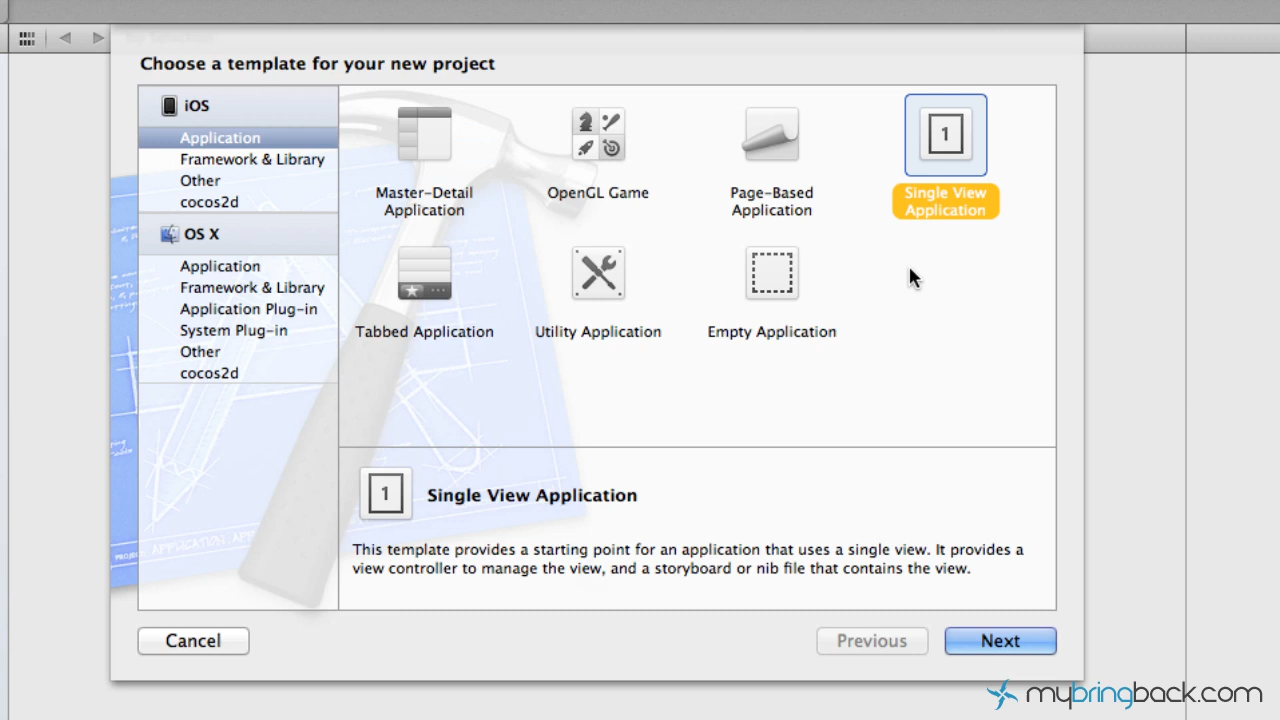 Choose a template for your new project
iOS
Application
Framework & Library
Other
cocos2d
OS X
Application
Framework & Library
Application Plug-in
System Plug-in
Other
cocos2d
Master-Detail
Application
OpenGL Game
Page-Based
Application
1
Single View
Application
Tabbed Application
Utility Application
Empty Application
1
Single View Application
This template provides a starting point for an application that uses a single view. It provides a
view controller to manage the view, and a storyboard or nib file that contains the view.
Cancel
Previous
Next
mybringback.com